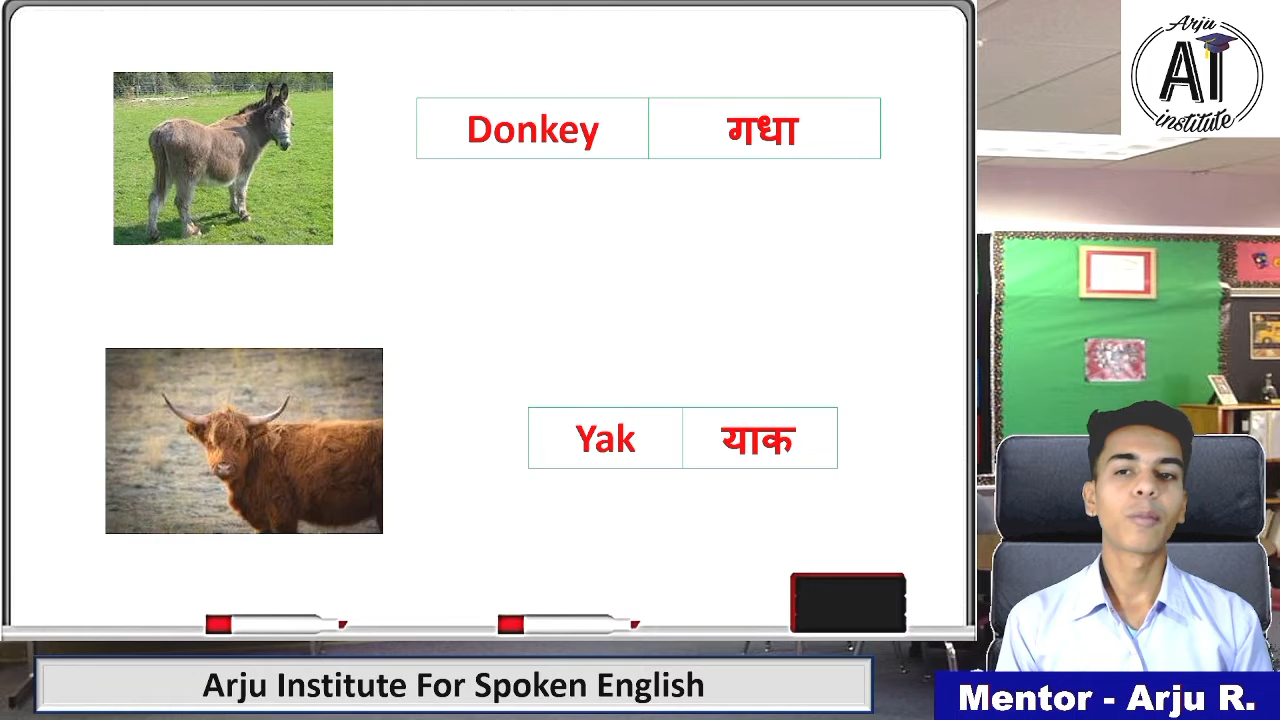 Arju
AI
institute
Donkey गधा
Yak याक
Arju Institute For Spoken English
Mentor - Arju R.